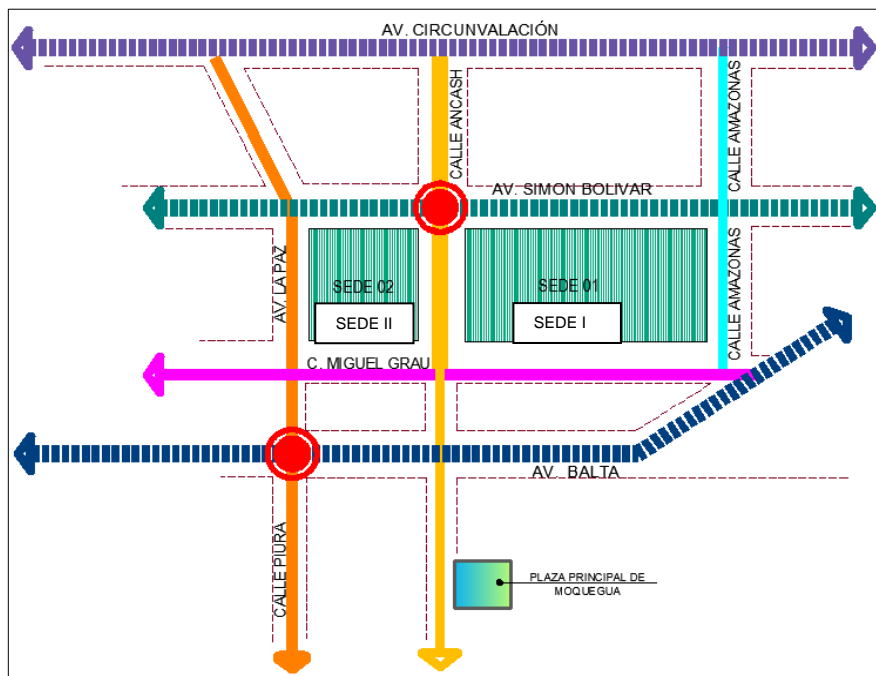 AV. CIRCUNVALACIÓN
CALLE ANCASH
CALLE AMAZONAS
AV. SIMON BOLIVAR
AV. LA PAZ
SEDE 02
SEDE II
SEDE 01
SEDE I
CALLE AMAZONAS
C. MIGUEL GRAU
AV. BALTA
CALLE PIURA
PLAZA PRINCIPAL DE
MOQUEGUA